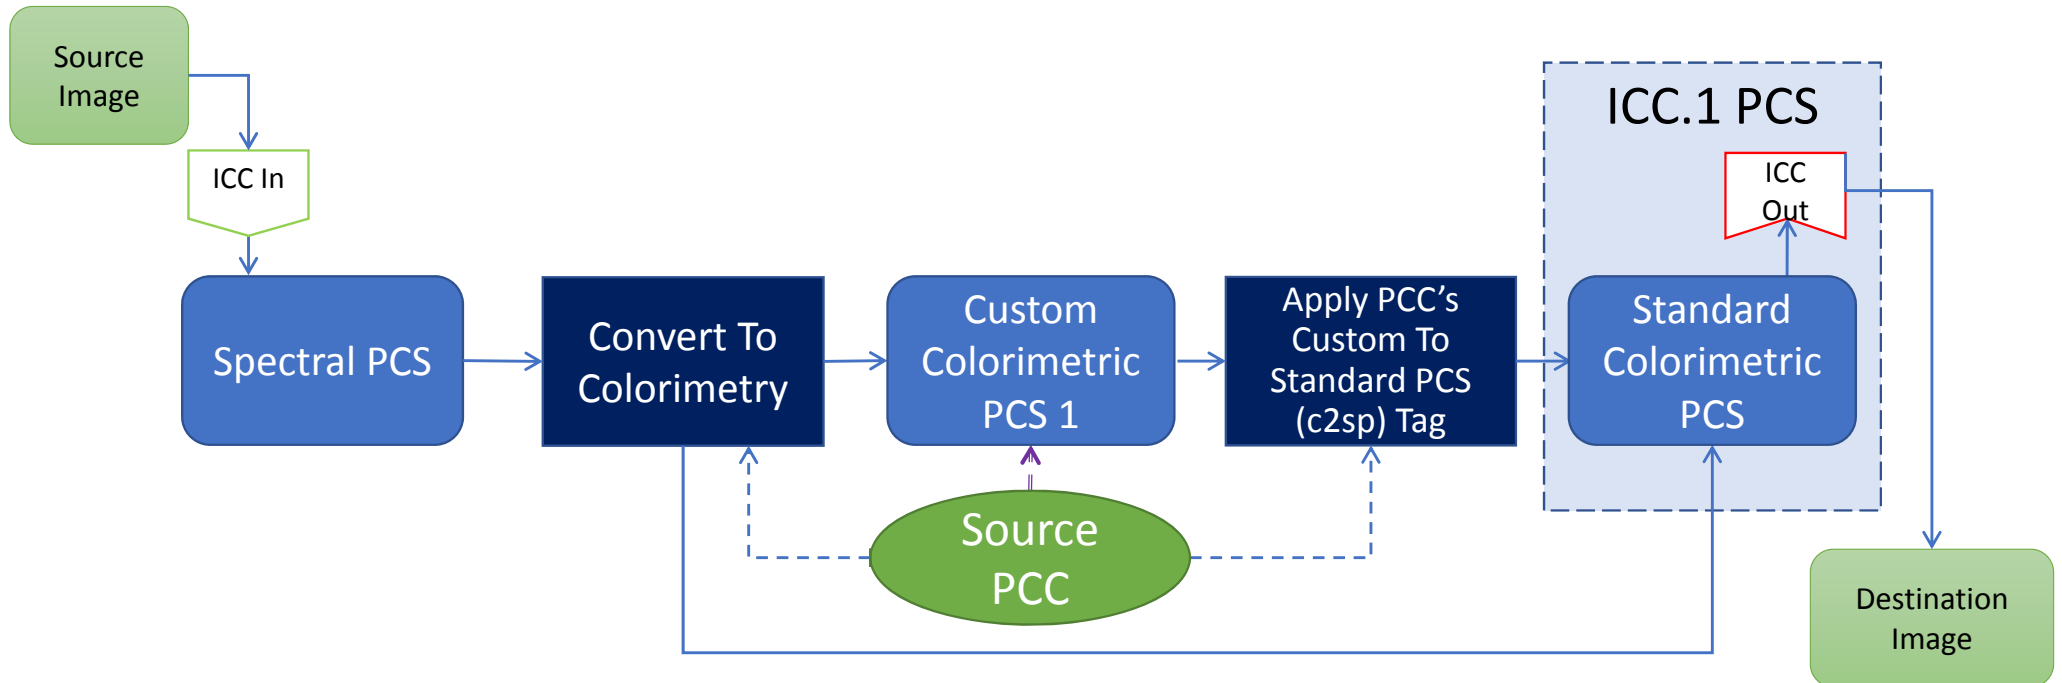 Source
Image
ICC In
ICC.1 PCS
ICC
Out
Spectral PCS
Convert To
Colorimetry
Custom
Colorimetric
PCS 1
Apply PCC’s
Custom To
Standard PCS
(c2sp) Tag
Standard
Colorimetric
PCS
Source
PCC
Destination
Image